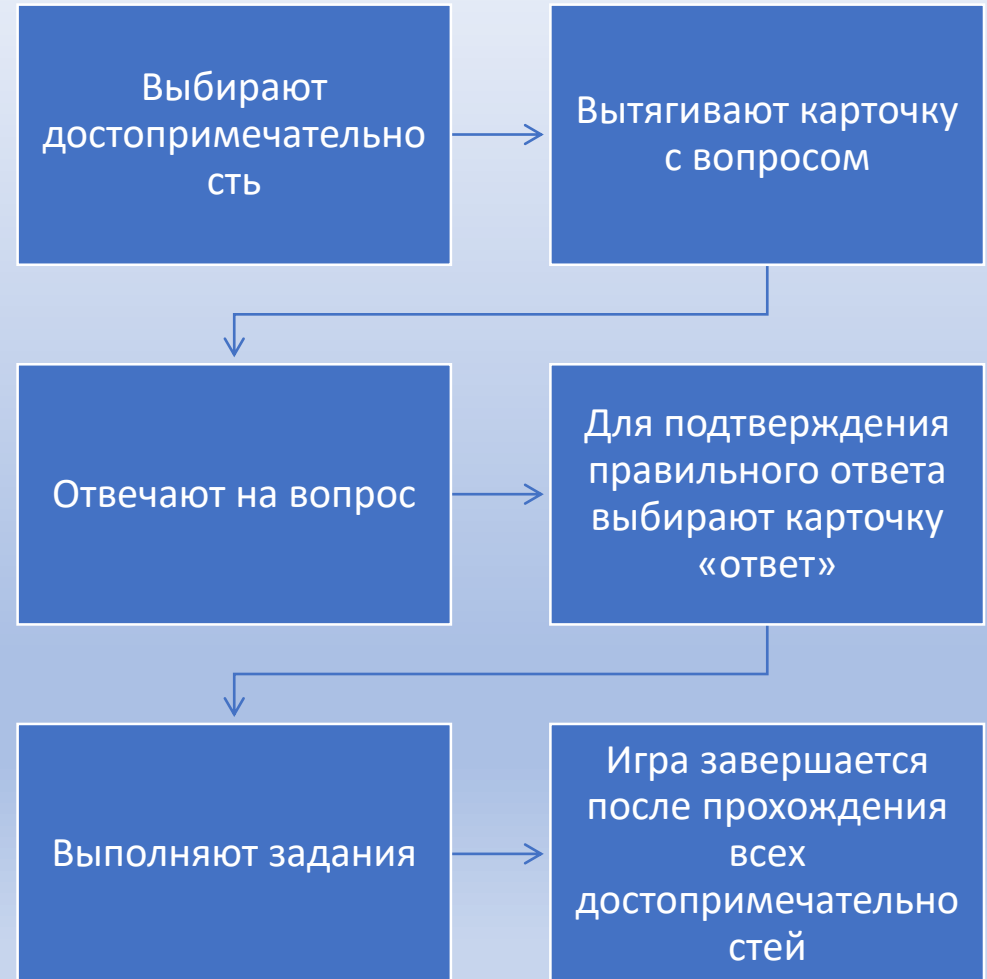 Выбирают
достопримечательно
сть
Вытягивают карточку
с вопросом
Отвечают на вопрос
Для подтверждения
правильного ответа
выбирают карточку
«ответ»
Выполняют задания
Игра завершается
после прохождения
всех
достопримечательно
стей